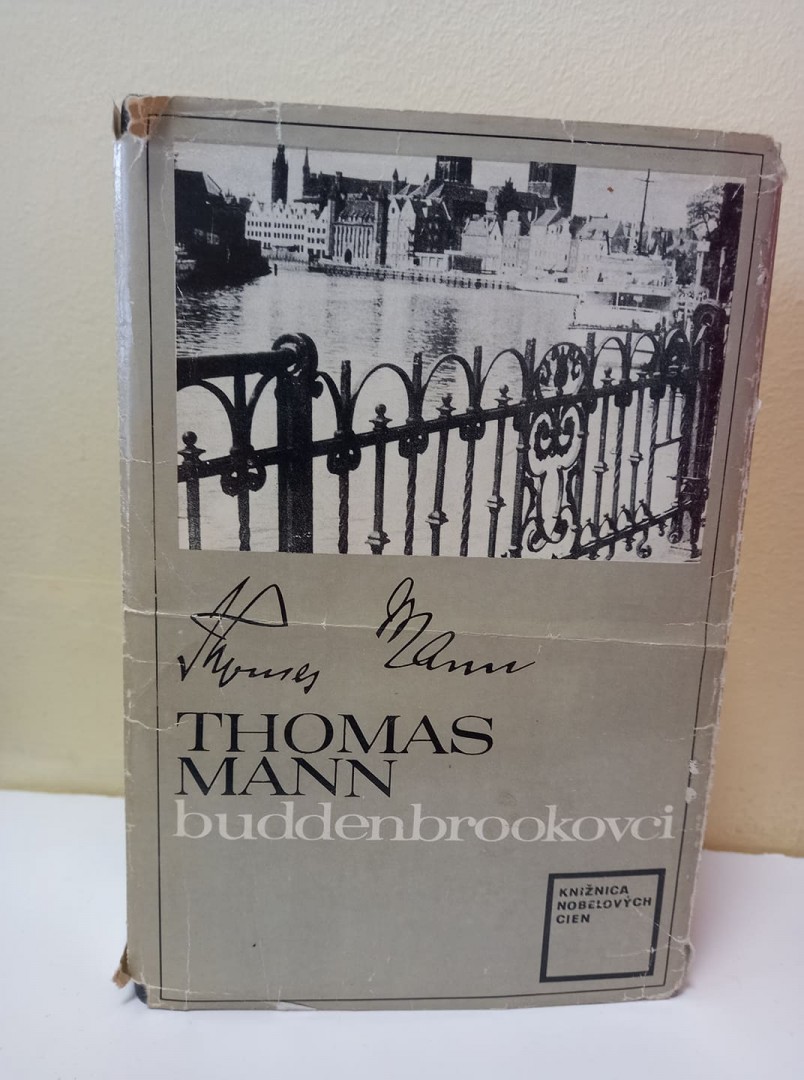 Thomas Mann
THOMAS
MANN
buddenbrookovci
KNIŽNICA
NOBELOVÝCH
CIEN